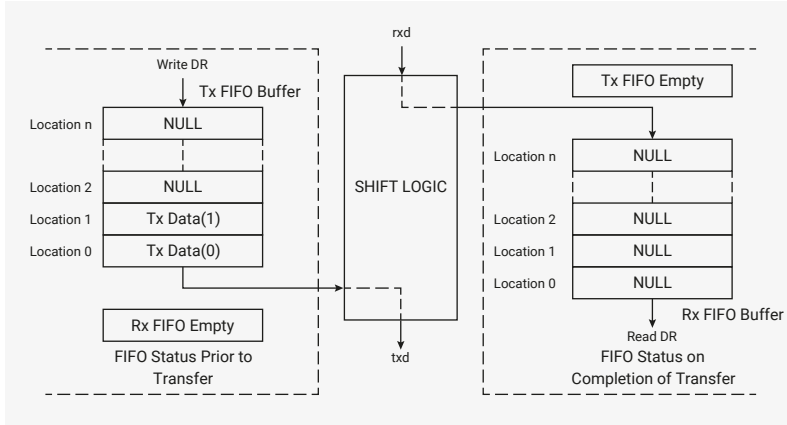 Write DR
Tx FIFO Buffer
Location n
NULL
Location 2
NULL
Location 1
Tx Data(1)
Location 0
Tx Data(0)
Rx FIFO Empty
FIFO Status Prior to
Transfer
rxd
SHIFT LOGIC
txd
Tx FIFO Empty
Location n
NULL
Location 2
NULL
Location 1
NULL
Location 0
NULL
Rx FIFO Buffer
Read DR
FIFO Status on
Completion of Transfer